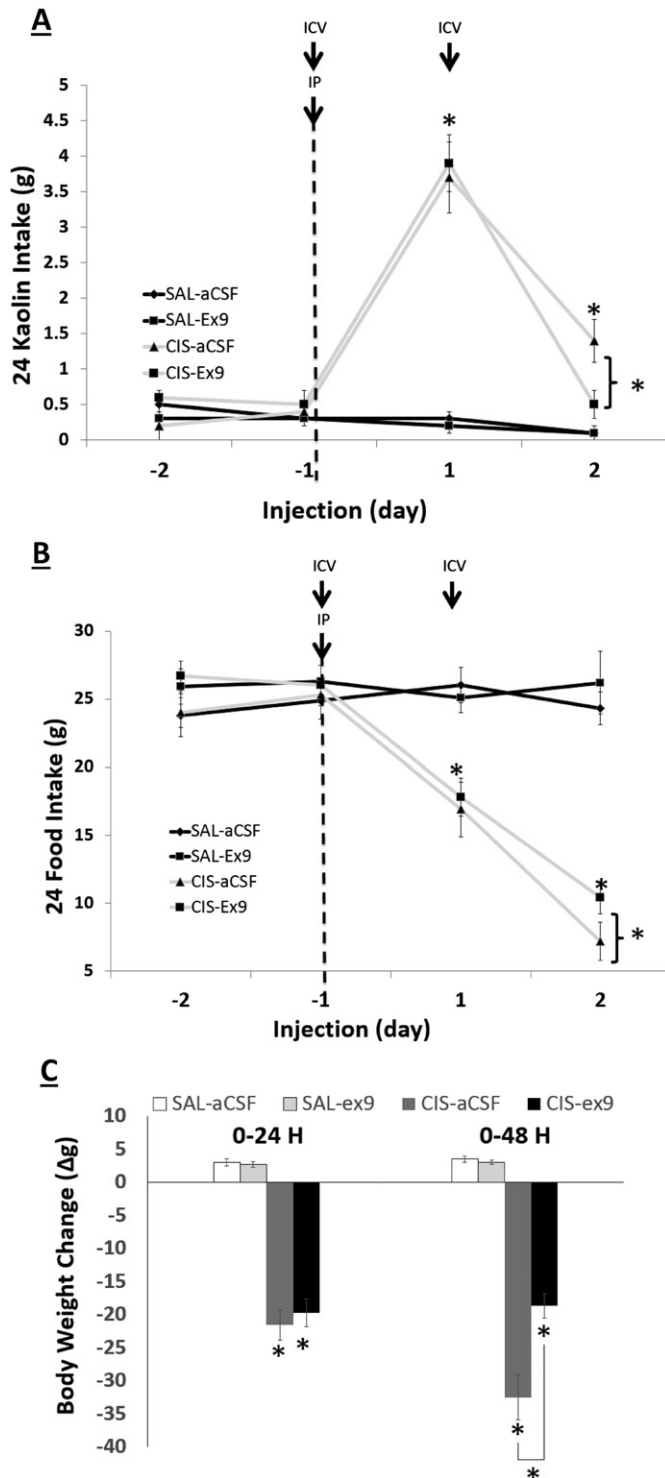 A
ICV
ICV
IP
5
4.5
4
3.5
3
2.5
2
1.5
1
0.5
0
24 Kaolin Intake (g)
*
*
*
SAL-aCSF
SAL-Ex9
CIS-aCSF
CIS-Ex9
-2
-1
1
2
Injection (day)
B
ICV
ICV
IP
30
25
20
15
10
5
24 Food Intake (g)
*
*
*
SAL-aCSF
SAL-Ex9
CIS-aCSF
CIS-Ex9
-2
-1
1
2
Injection (day)
C
SAL-aCSF SAL-ex9 CIS-aCSF CIS-ex9
0-24 H
0-48 H
10
5
0
-5
-10
-15
-20
-25
-30
-35
-40
Body Weight Change (Δg)
* *
*
*
*